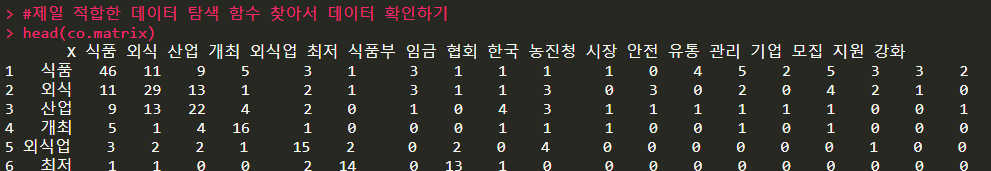 > #제일 적합한 데이터 탐색 함수 찾아서 데이터 확인하기
> head(co.matrix)
X 식품 외식 산업 개최 외식업 최저 식품부 임금 협회 한국 농진청 시장 안전 유통 관리 기업 모집 지원 강화
1 식품 46 11 9 5 3 1 3 1 1 1 1 0 4 5 2 5 3 3 2
2 외식 11 29 13 1 2 1 3 1 1 3 0 3 0 2 0 4 2 1 0
3 산업 9 13 22 4 2 0 1 0 4 3 1 1 1 1 1 1 0 0 1
4 개최 5 1 4 16 1 0 0 0 1 1 1 0 0 1 0 1 0 0 0
5 외식업 3 2 2 1 15 2 0 2 0 4 0 0 0 0 0 0 1 0 0
6 최저 1 1 0 0 2 14 0 13 1 0 0 0 0 0 0 0 0 0 0